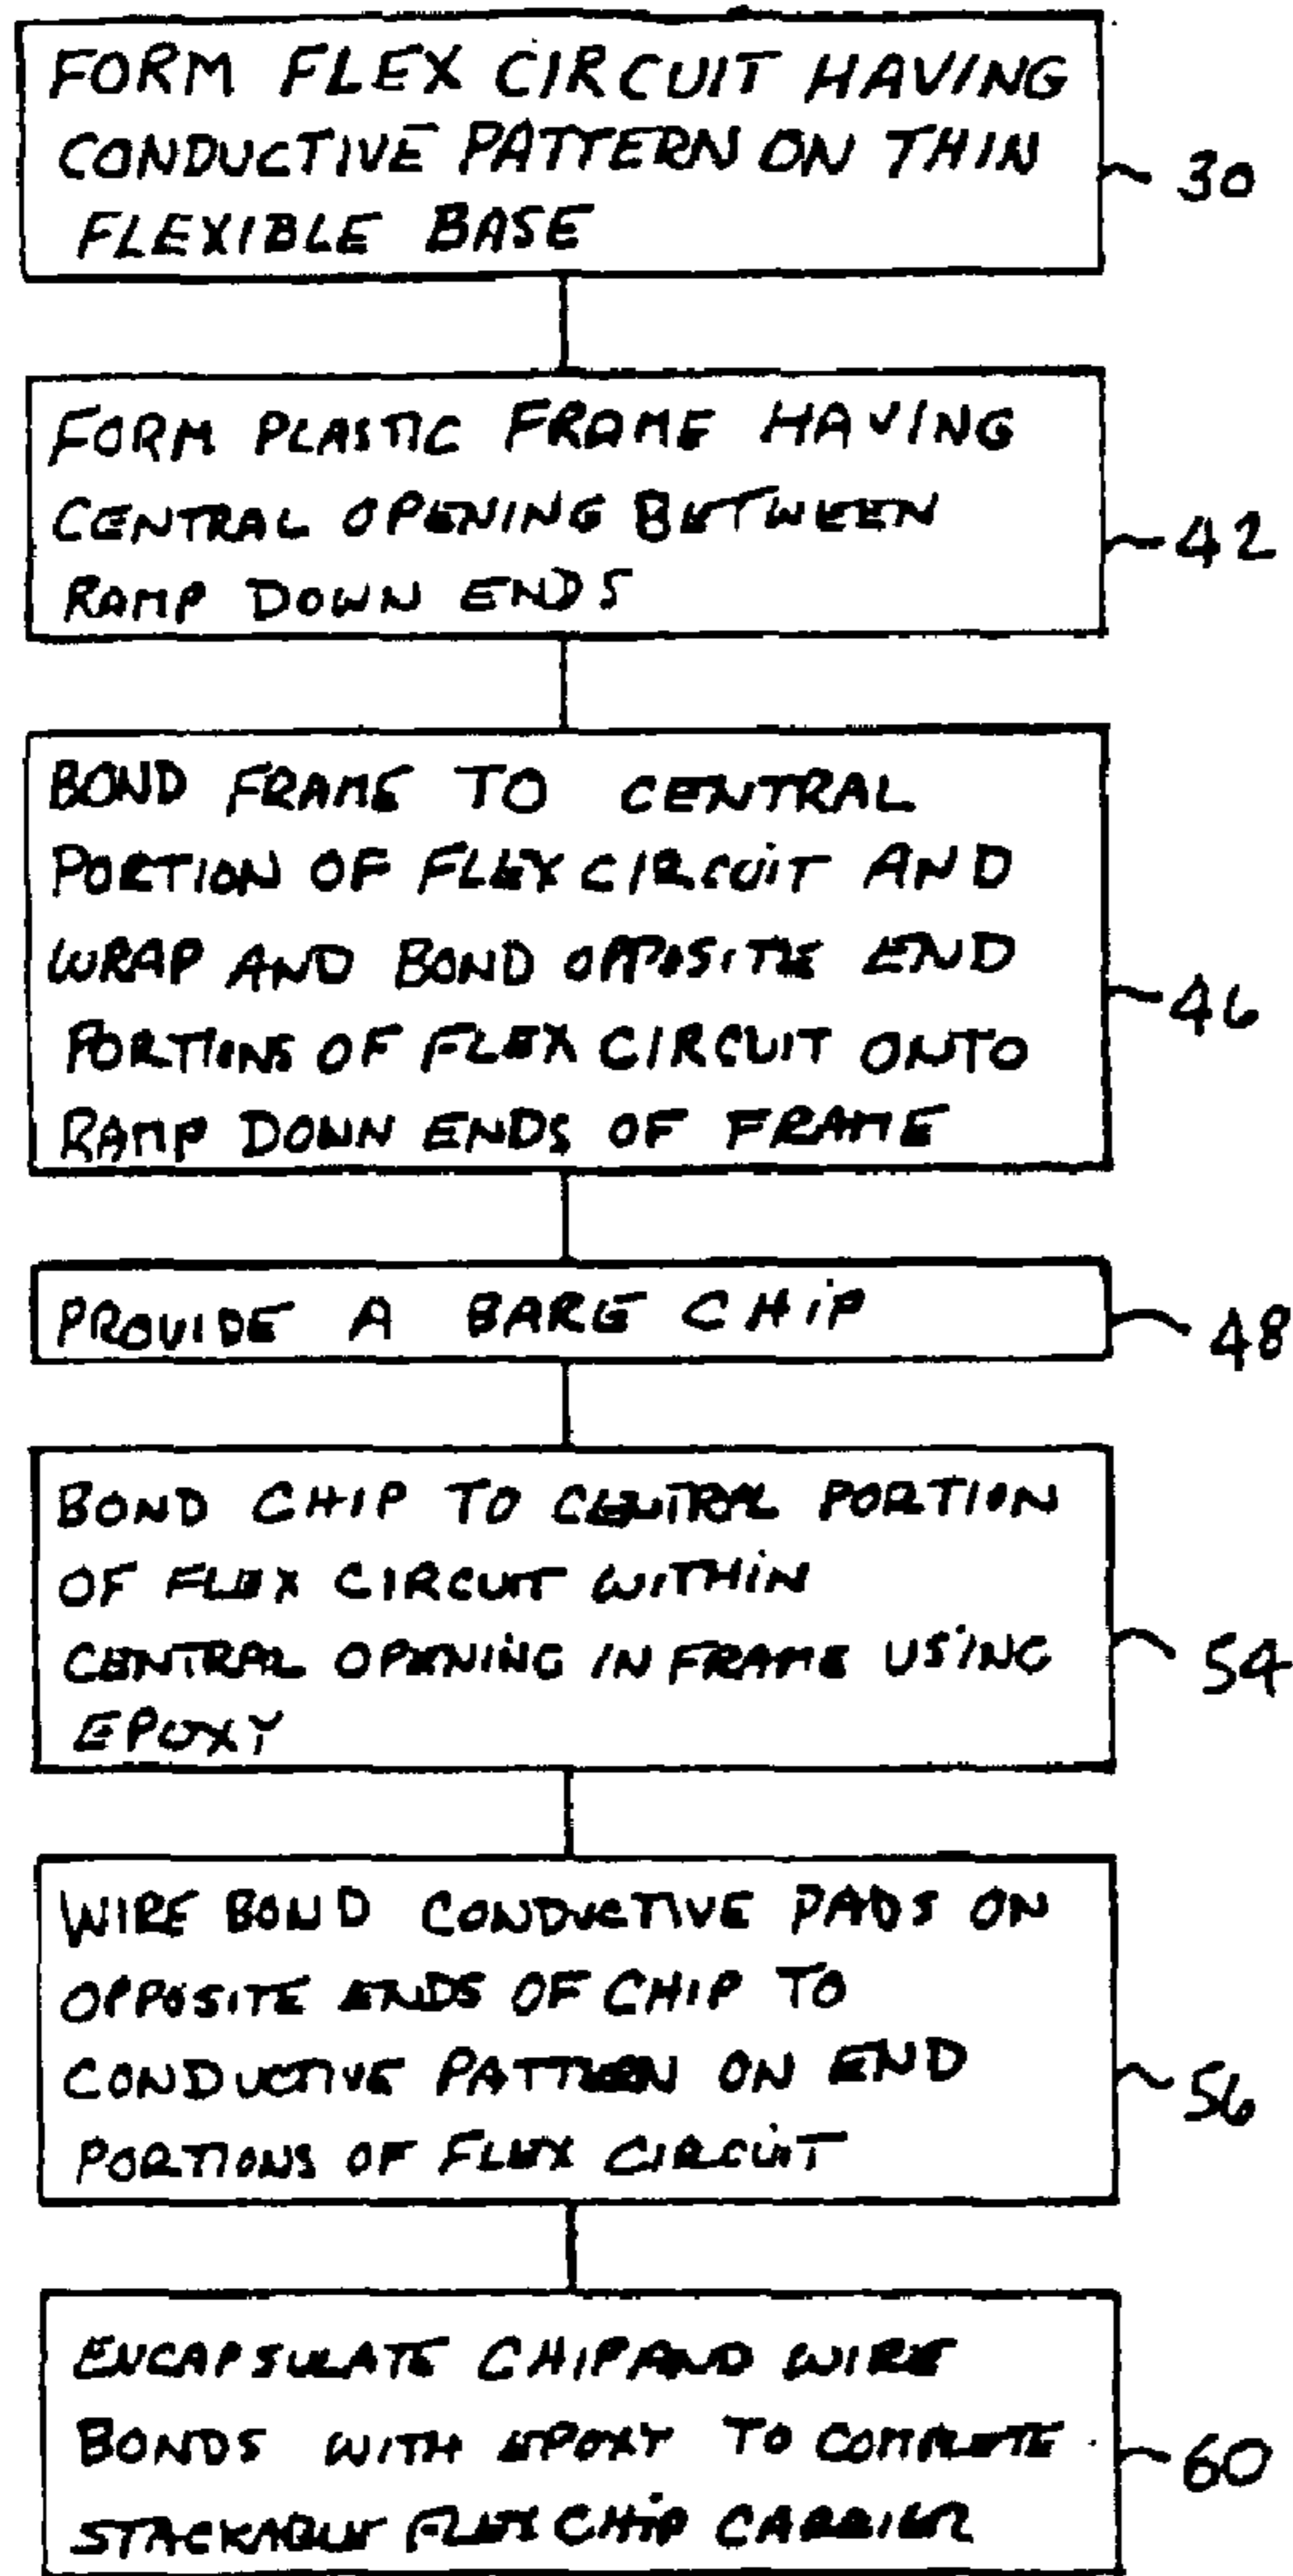 FORM FLEX CIRCUIT HAVING
CONDUCTIVE PATTERN ON THIN
FLEXIBLE BASE
30
FORM PLASTIC FRAME HAVING
CENTRAL OPENING BETWEEN
RAMP DOWN ENDS
42
BOND FRAME TO CENTRAL
PORTION OF FLEX CIRCUIT AND
WRAP AND BOND OPPOSITE END
PORTIONS OF FLEX CIRCUIT ONTO
RAMP DOWN ENDS OF FRAME
46
PROVIDE A BARE CHIP
48
BOND CHIP TO CENTRAL PORTION
OF FLEX CIRCUIT WITHIN
CENTRAL OPENING IN FRAME USING
EPOXY
54
WIRE BOND CONDUCTIVE PADS ON
OPPOSITE ENDS OF CHIP TO
CONDUCTIVE PATTERN ON END
PORTIONS OF FLEX CIRCUIT
56
ENCAPSULATE CHIP AND WIRE
BONDS WITH EPOXY TO COMPLETE
STACKABLE FLEX CHIP CARRIER
60